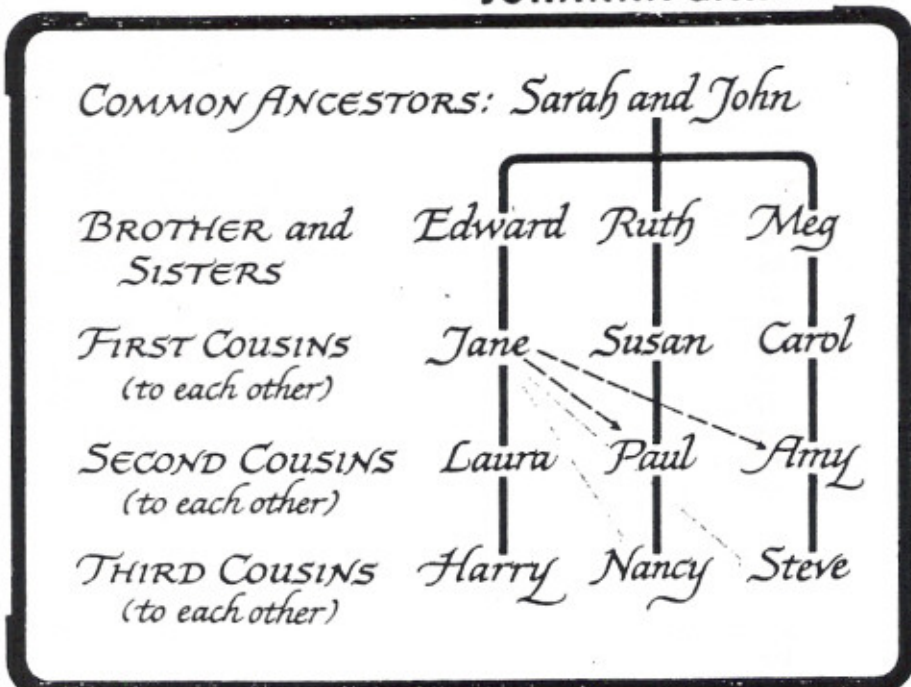 COMMON ANCESTORS: Sarah and John
BROTHER and Edward Ruth Meg
SISTERS
FIRST COUSINS Jane Susan Carol
(to each other)
SECOND COUSINS Laura Paul Amy
(to each other)
THIRD COUSINS Harry Nancy Steve
(to each other)